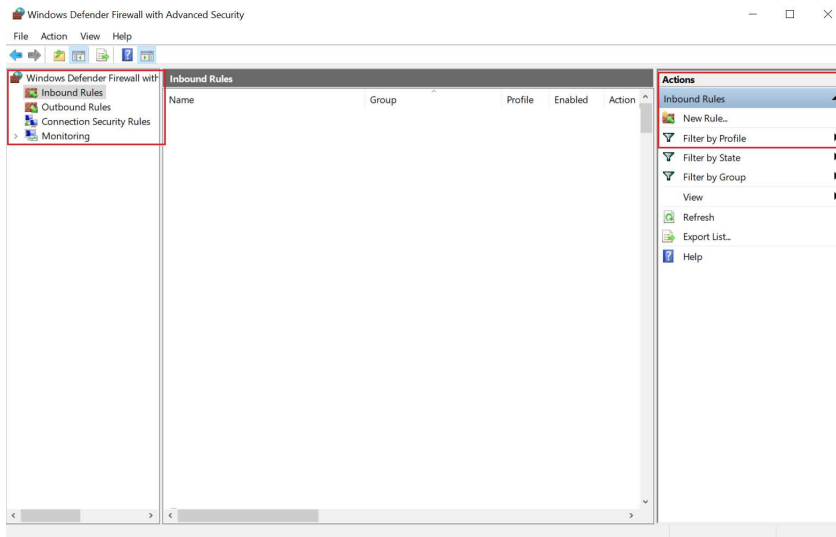 Windows Defender Firewall with Advanced Security
File Action View Help
Windows Defender Firewall with
Inbound Rules
Outbound Rules
Connection Security Rules
Monitoring
Inbound Rules
Name Group Profile Enabled Action
Actions
Inbound Rules
New Rule...
Filter by Profile
Filter by State
Filter by Group
View
Refresh
Export List...
Help